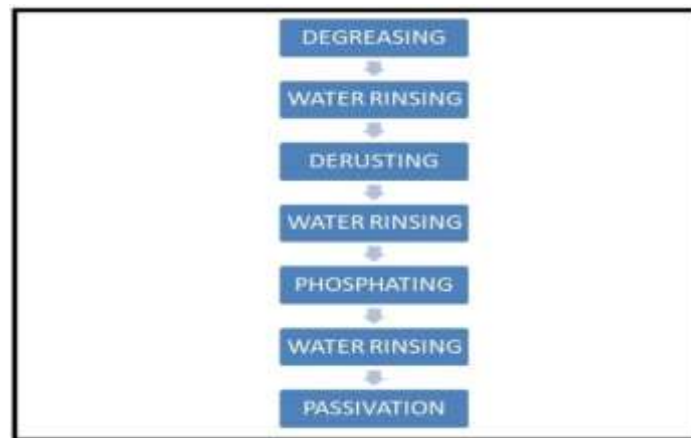 DEGREASING
WATER RINSING
DERUSTING
WATER RINSING
PHOSPHATING
WATER RINSING
PASSIVATION